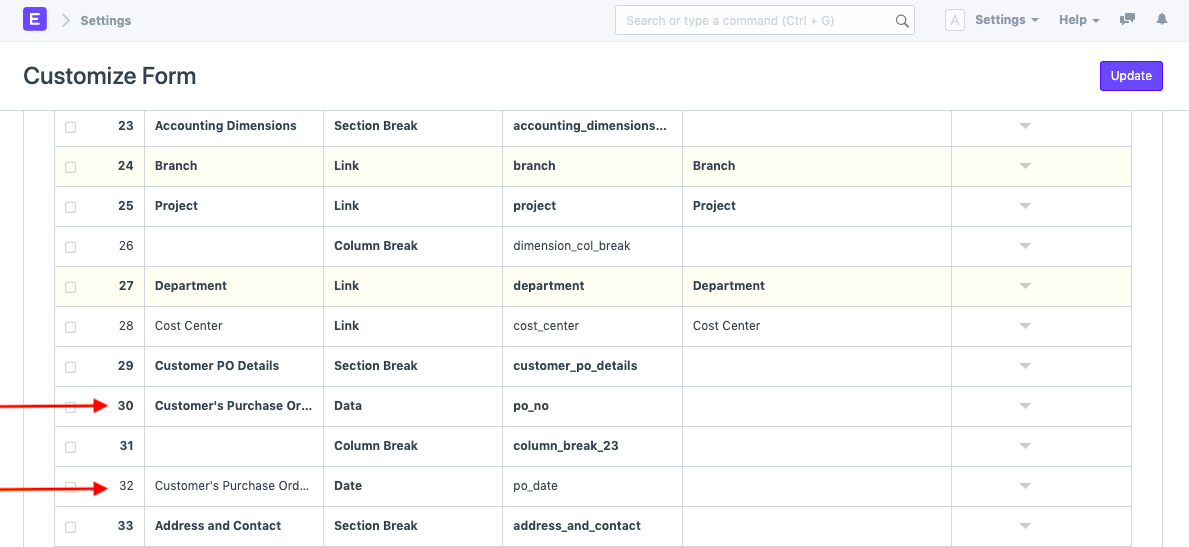 E Settings Search or type a command (Ctrl + G) A Settings Help
Customize Form Update
23 Accounting Dimensions Section Break accounting_dimensions...
24 Branch Link branch Branch
25 Project Link project Project
26 Column Break dimension_col_break
27 Department Link department Department
28 Cost Center Link cost_center Cost Center
29 Customer PO Details Section Break customer_po_details
30 Customer's Purchase Or... Data po_no
31 Column Break column_break_23
32 Customer's Purchase Ord... Date po_date
33 Address and Contact Section Break address_and_contact